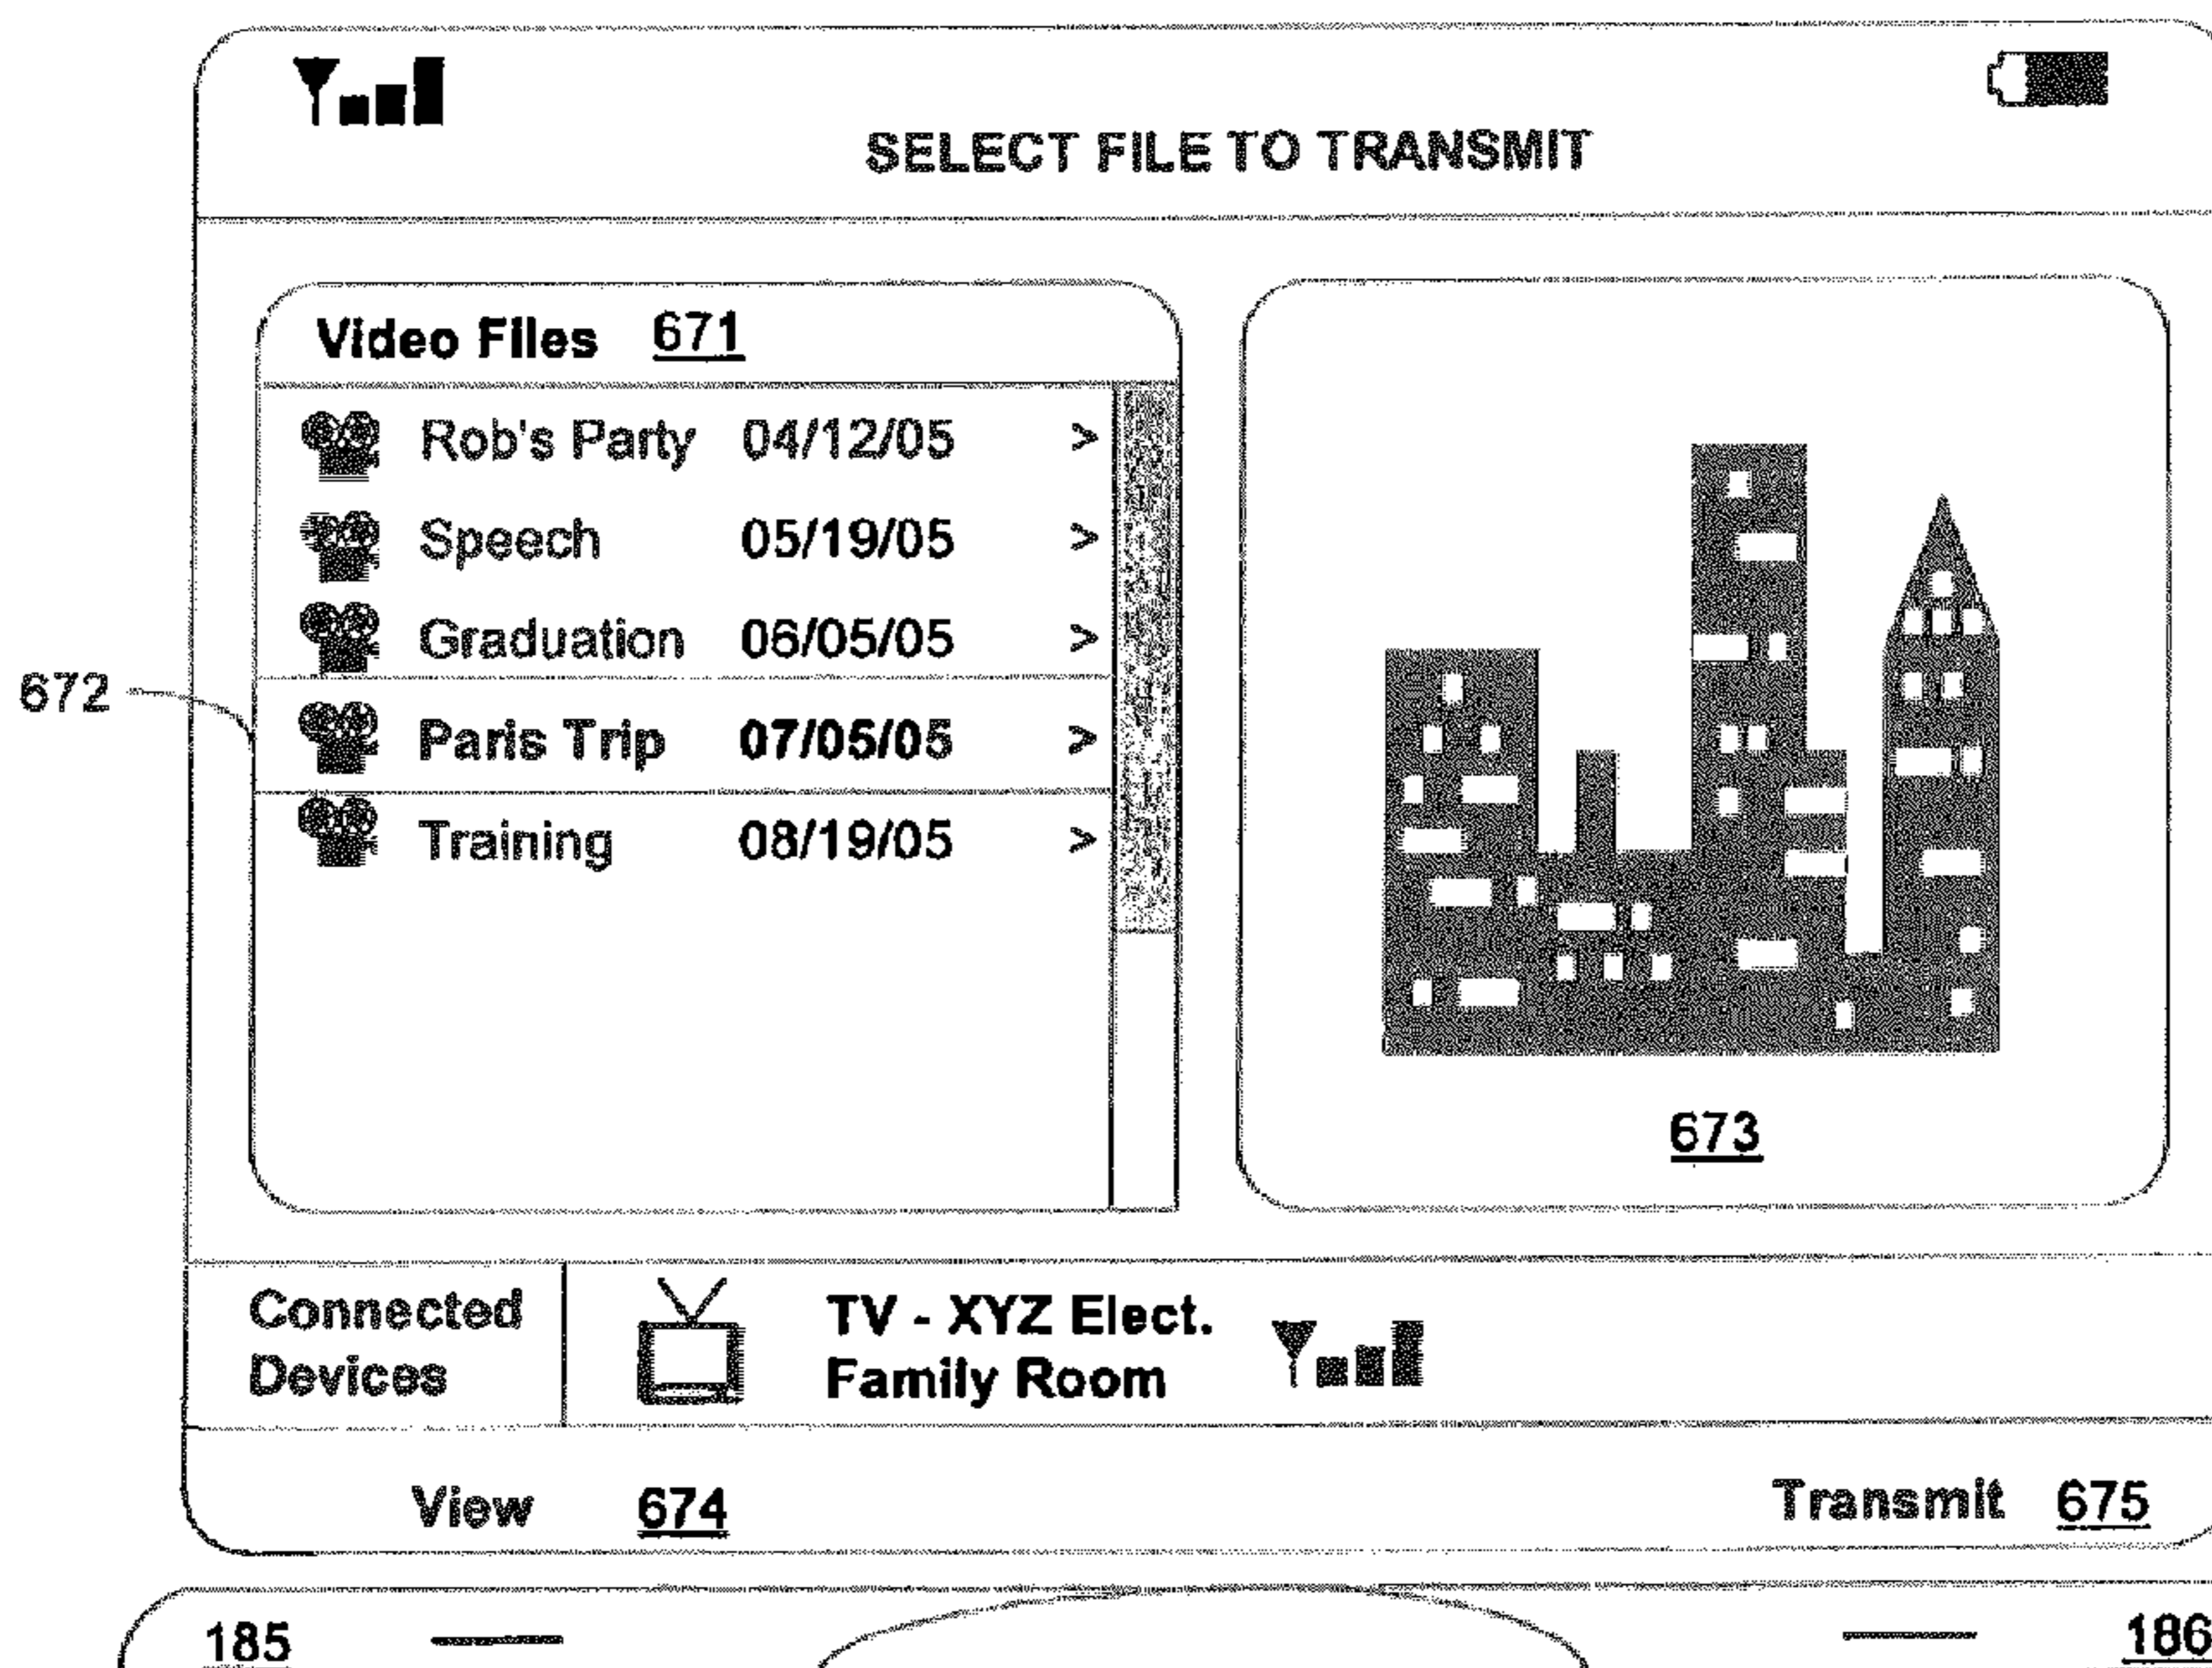 SELECT FILE TO TRANSMIT
Video Files 671
Rob's Party 04/12/05 >
Speech 05/19/05 >
Graduation 06/05/05 >
672
Paris Trip 07/05/05 >
Training 08/19/05 >
673
Connected Devices
TV - XYZ Elect.
Family Room
View 674
Transmit 675
185
186